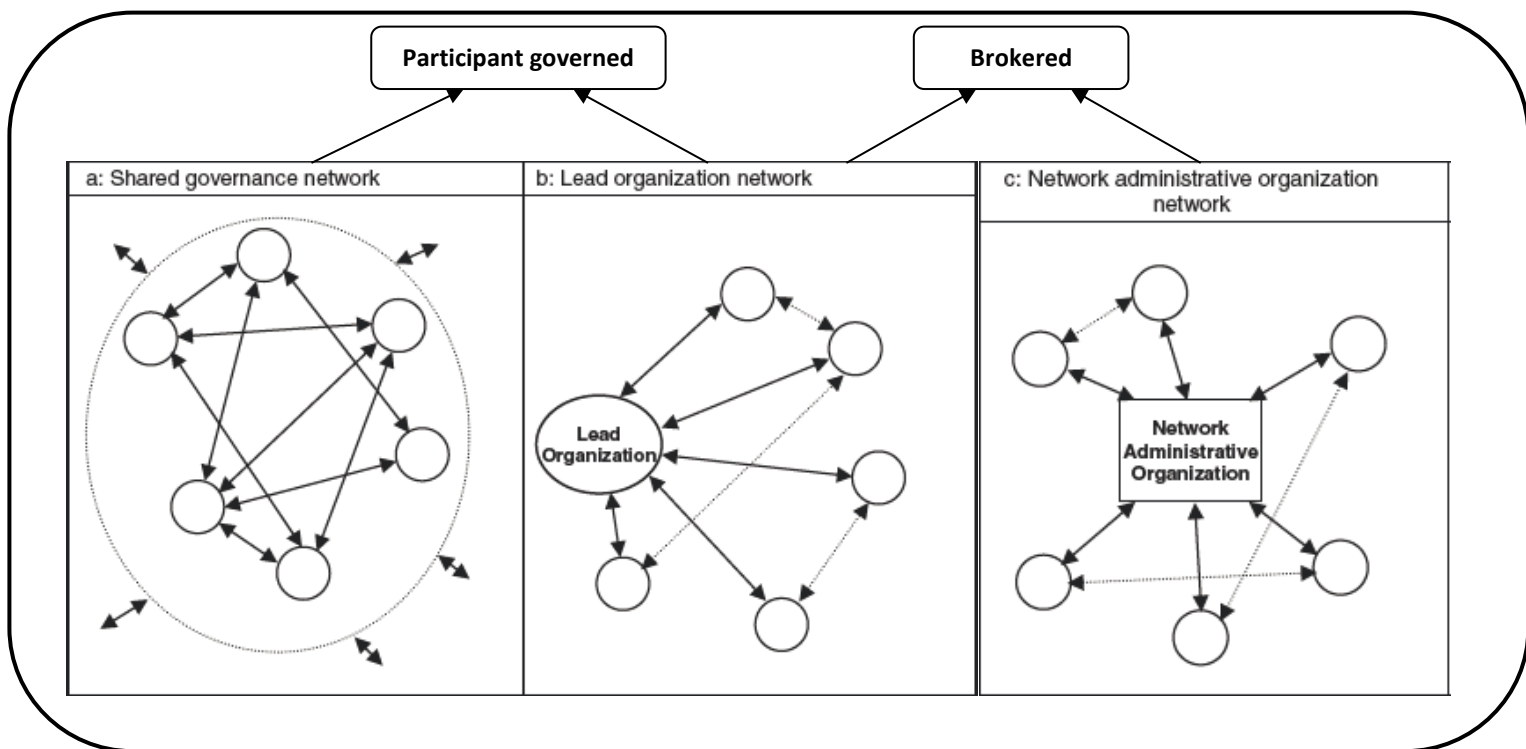 Participant governed
Brokered
a: Shared governance network
b: Lead organization network
c: Network administrative organization
network
Lead
Organization
Network
Administrative
Organization